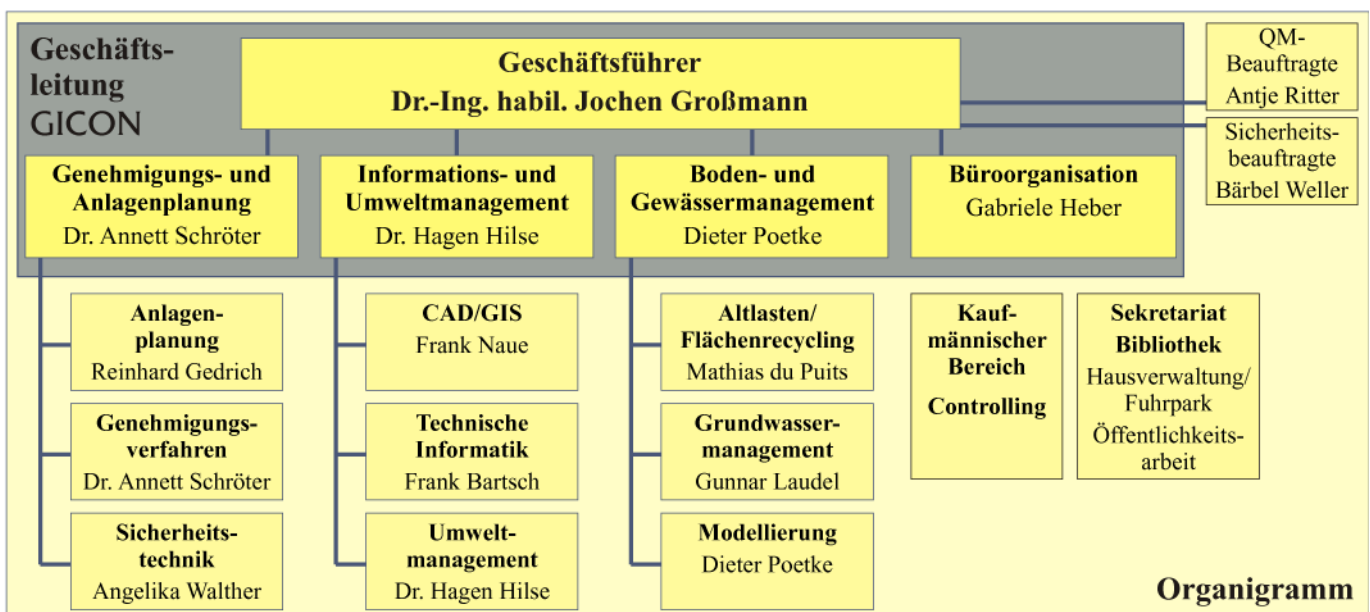 Geschäfts-
leitung
GICON
Geschäftsführer
Dr.-Ing. habil. Jochen Großmann
QM-
Beauftragte
Antje Ritter
Sicherheits-
beauftragte
Bärbel Weller
Genehmigungs- und
Anlagenplanung
Dr. Annett Schröter
Informations- und
Umweltmanagement
Dr. Hagen Hilse
Boden- und
Gewässermanagement
Dieter Poetke
Büroorganisation
Gabriele Heber
Anlagen-
planung
Reinhard Gedrich
Genehmigungs-
verfahren
Dr. Annett Schröter
Sicherheits-
technik
Angelika Walther
CAD/GIS
Frank Naue
Technische
Informatik
Frank Bartsch
Umwelt-
management
Dr. Hagen Hilse
Altlasten/
Flächenrecycling
Mathias du Puits
Grundwasser-
management
Gunnar Laudel
Modellierung
Dieter Poetke
Kauf-
männischer
Bereich
Controlling
Sekretariat
Bibliothek
Hausverwaltung/
Fuhrpark
Öffentlichkeits-
arbeit
Organigramm